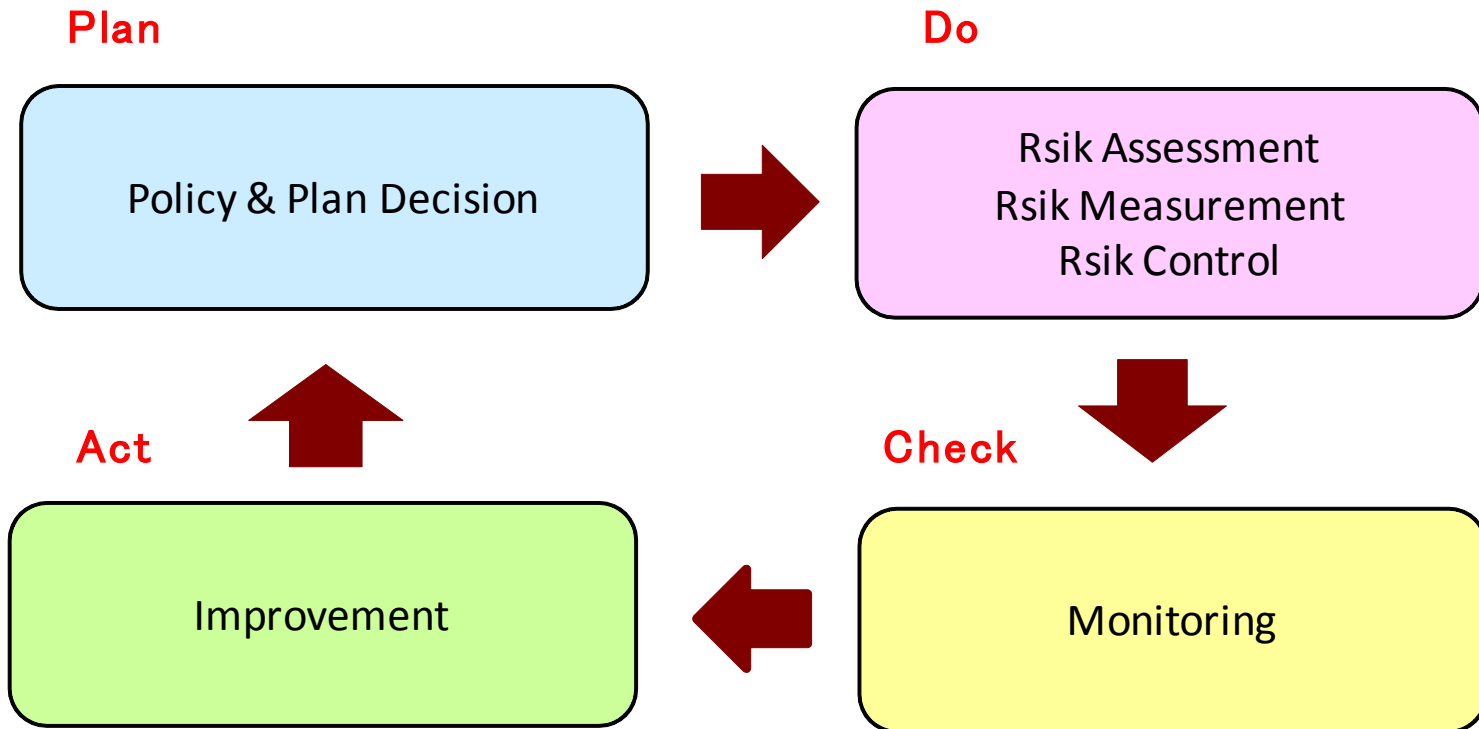 Plan
Policy & Plan Decision
Do
Rsik Assessment
Rsik Measurement
Rsik Control
Check
Monitoring
Act
Improvement